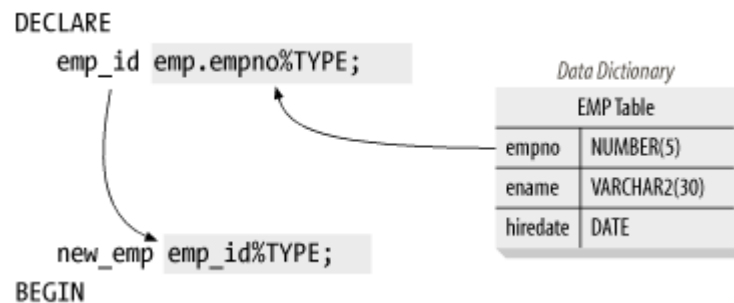 DECLARE
emp_id emp.empno%TYPE;
Data Dictionary
EMP Table
empno NUMBER(5)
ename VARCHAR2(30)
hiredate DATE
new_emp emp_id%TYPE;
BEGIN